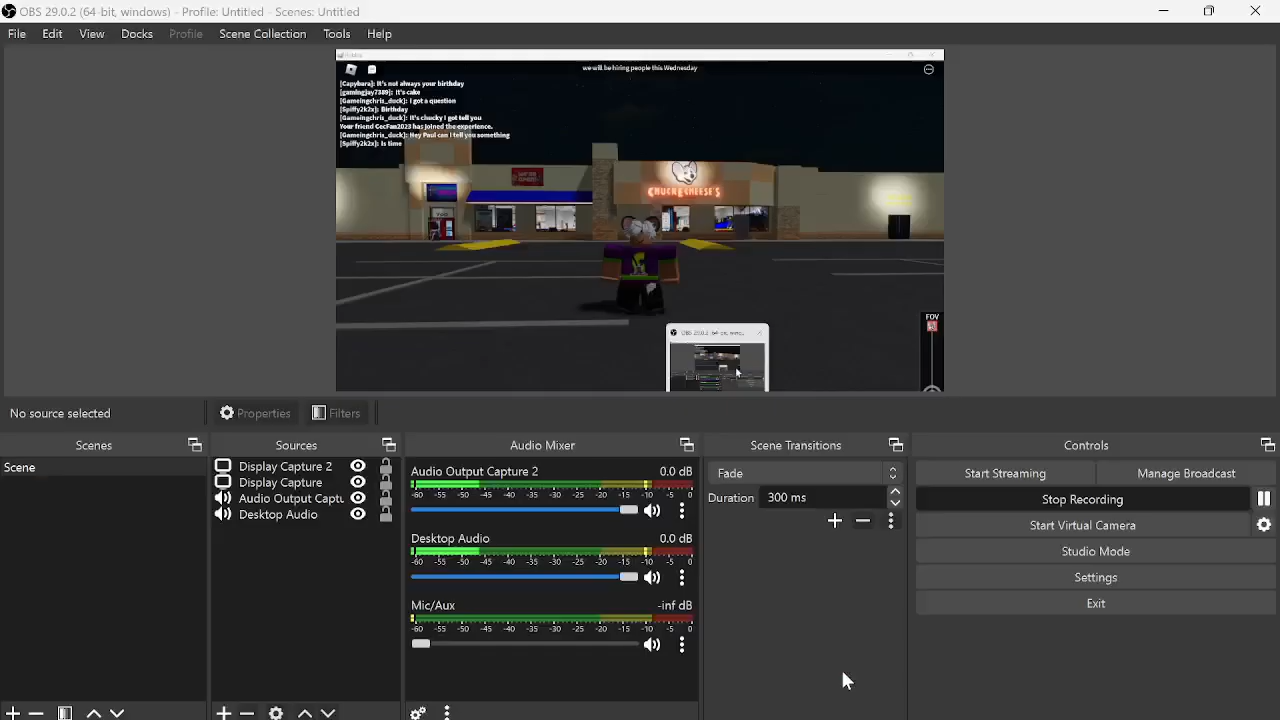 OBS 29.0.2 (64-bit, windows) - Profile: Untitled - Scenes: Untitled
File Edit View Docks Profile Scene Collection Tools Help
we will be hiring people this Wednesday
[Capybara]: It's not always your birthday
[gamingjay7389]: It's cake
[Gameingchris_duck]: I got a question
[Spiffy2k2x]: Birthday
[Gameingchris_duck]: It's chucky I got tell you
Your friend CecFan2023 has joined the experience.
[Gameingchris_duck]: Hey Paul can I tell you something
[Spiffy2k2x]: Is time
CHUCK E CHEESE'S
FOV
No source selected
Properties
Filters
Scenes
Sources
Audio Mixer
Scene Transitions
Controls
Scene
Display Capture 2
Display Capture
Audio Output Captu
Desktop Audio
Audio Output Capture 2 0.0 dB
-60 -55 -50 -45 -40 -35 -30 -25 -20 -15 -10 -5 0
Desktop Audio 0.0 dB
-60 -55 -50 -45 -40 -35 -30 -25 -20 -15 -10 -5 0
Mic/Aux -inf dB
-60 -55 -50 -45 -40 -35 -30 -25 -20 -15 -10 -5 0
Fade
Duration 300 ms
Start Streaming
Manage Broadcast
Stop Recording
Start Virtual Camera
Studio Mode
Settings
Exit